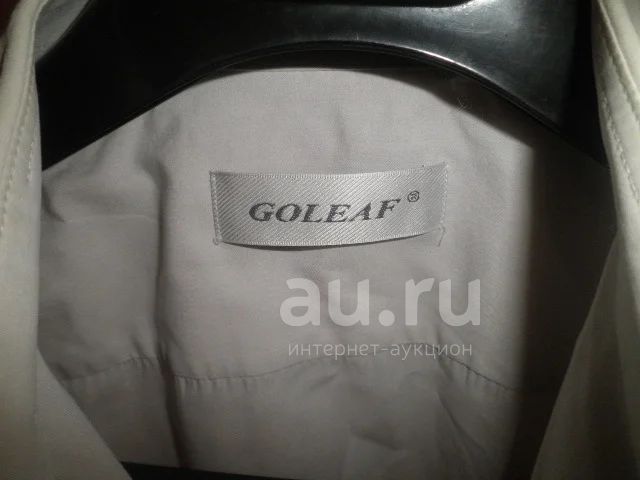 GOLEAF ®
au.ru
интернет-аукцион